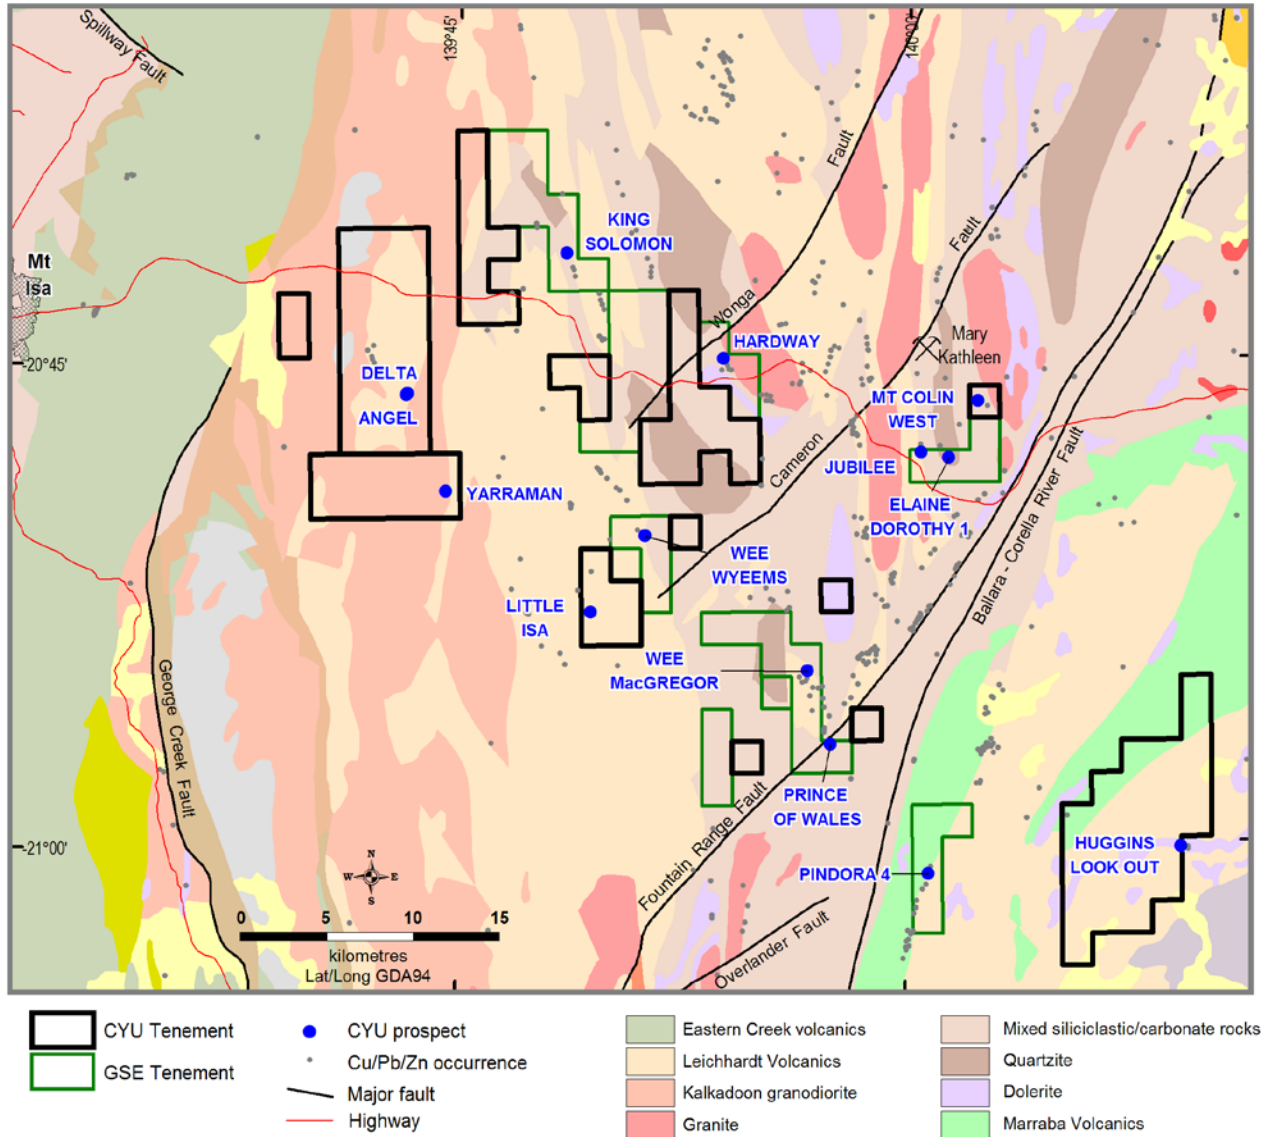 Spillway Fault
139°45'
140°00'
Mt
Isa
KING
SOLOMON
Wonga
Fault
HARDWAY
Fault
Mary
Kathleen
-20°45'
DELTA
ANGEL
MT COLIN
WEST
Cameron
JUBILEE
YARRAMAN
ELAINE
DOROTHY 1
WEE
WYEEMS
Ballara - Corella River Fault
LITTLE
ISA
WEE
MacGREGOR
George Creek Fault
PRINCE
OF WALES
Fountain Range Fault
-21°00'
HUGGINS
LOOK OUT
PINDORA 4
N
W E
S
0 5 10 15
kilometres
Lat/Long GDA94
Overlander Fault
CYU Tenement
GSE Tenement
CYU prospect
Cu/Pb/Zn occurrence
Major fault
Highway
Eastern Creek volcanics
Leichhardt Volcanics
Kalkadoon granodiorite
Granite
Mixed siliciclastic/carbonate rocks
Quartzite
Dolerite
Marraba Volcanics